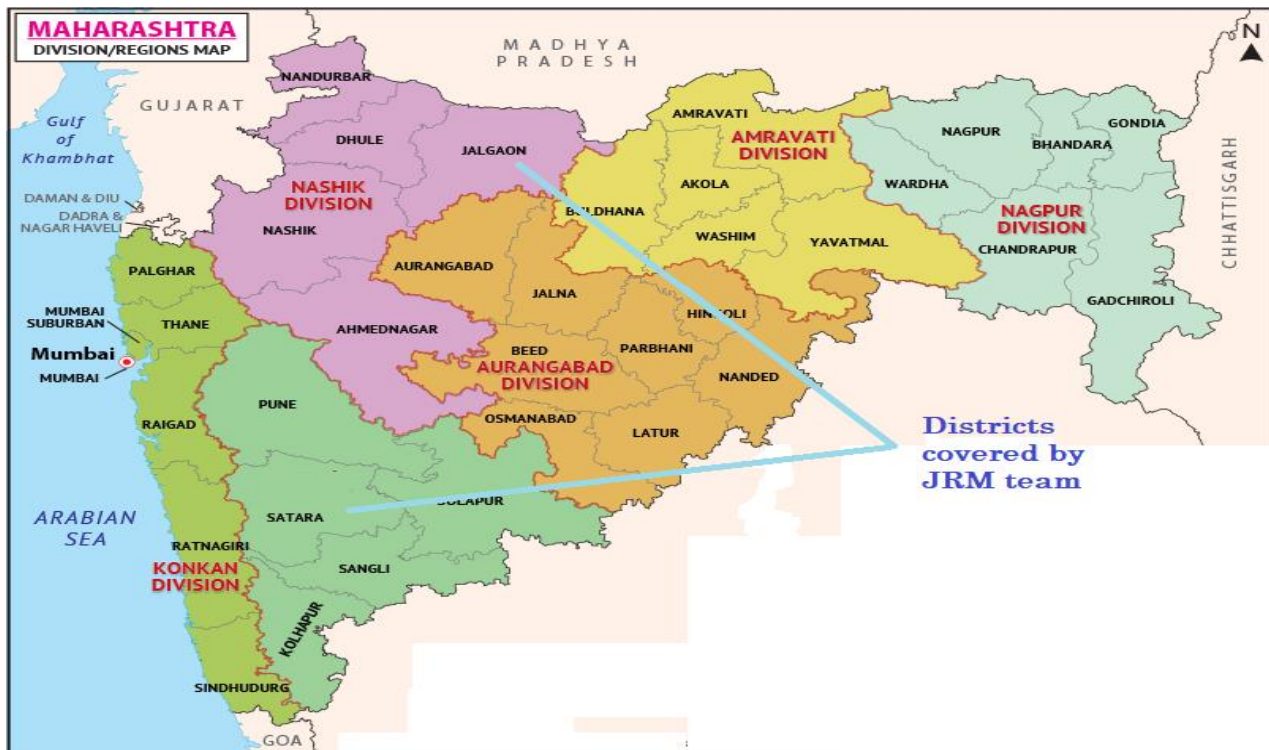 MAHARASHTRA
DIVISION/REGIONS MAP
N
MADHYA
PRADESH
GUJARAT
Gulf
of
Khambhat
DAMAN & DIU
DADRA &
NAGAR HAVELI
CHHATTISGARH
NANDURBAR
DHULE
JALGAON
NASHIK
DIVISION
NASHIK
AHMEDNAGAR
AMRAVATI
AMRAVATI
DIVISION
AKOLA
BULDHANA
WASHIM
YAVATMAL
NAGPUR
BHANDARA
GONDIA
WARDHA
NAGPUR
DIVISION
CHANDRAPUR
GADCHIROLI
AURANGABAD
JALNA
HINGOLI
PARBHANI
BEED
AURANGABAD
DIVISION
NANDED
OSMANABAD
LATUR
PALGHAR
MUMBAI
SUBURBAN
THANE
Mumbai
MUMBAI
RAIGAD
PUNE
SATARA
SOLAPUR
ARABIAN
SEA
RATNAGIRI
KONKAN
DIVISION
SANGLI
KOLHAPUR
SINDHUDURG
GOA
Districts
covered by
JRM team